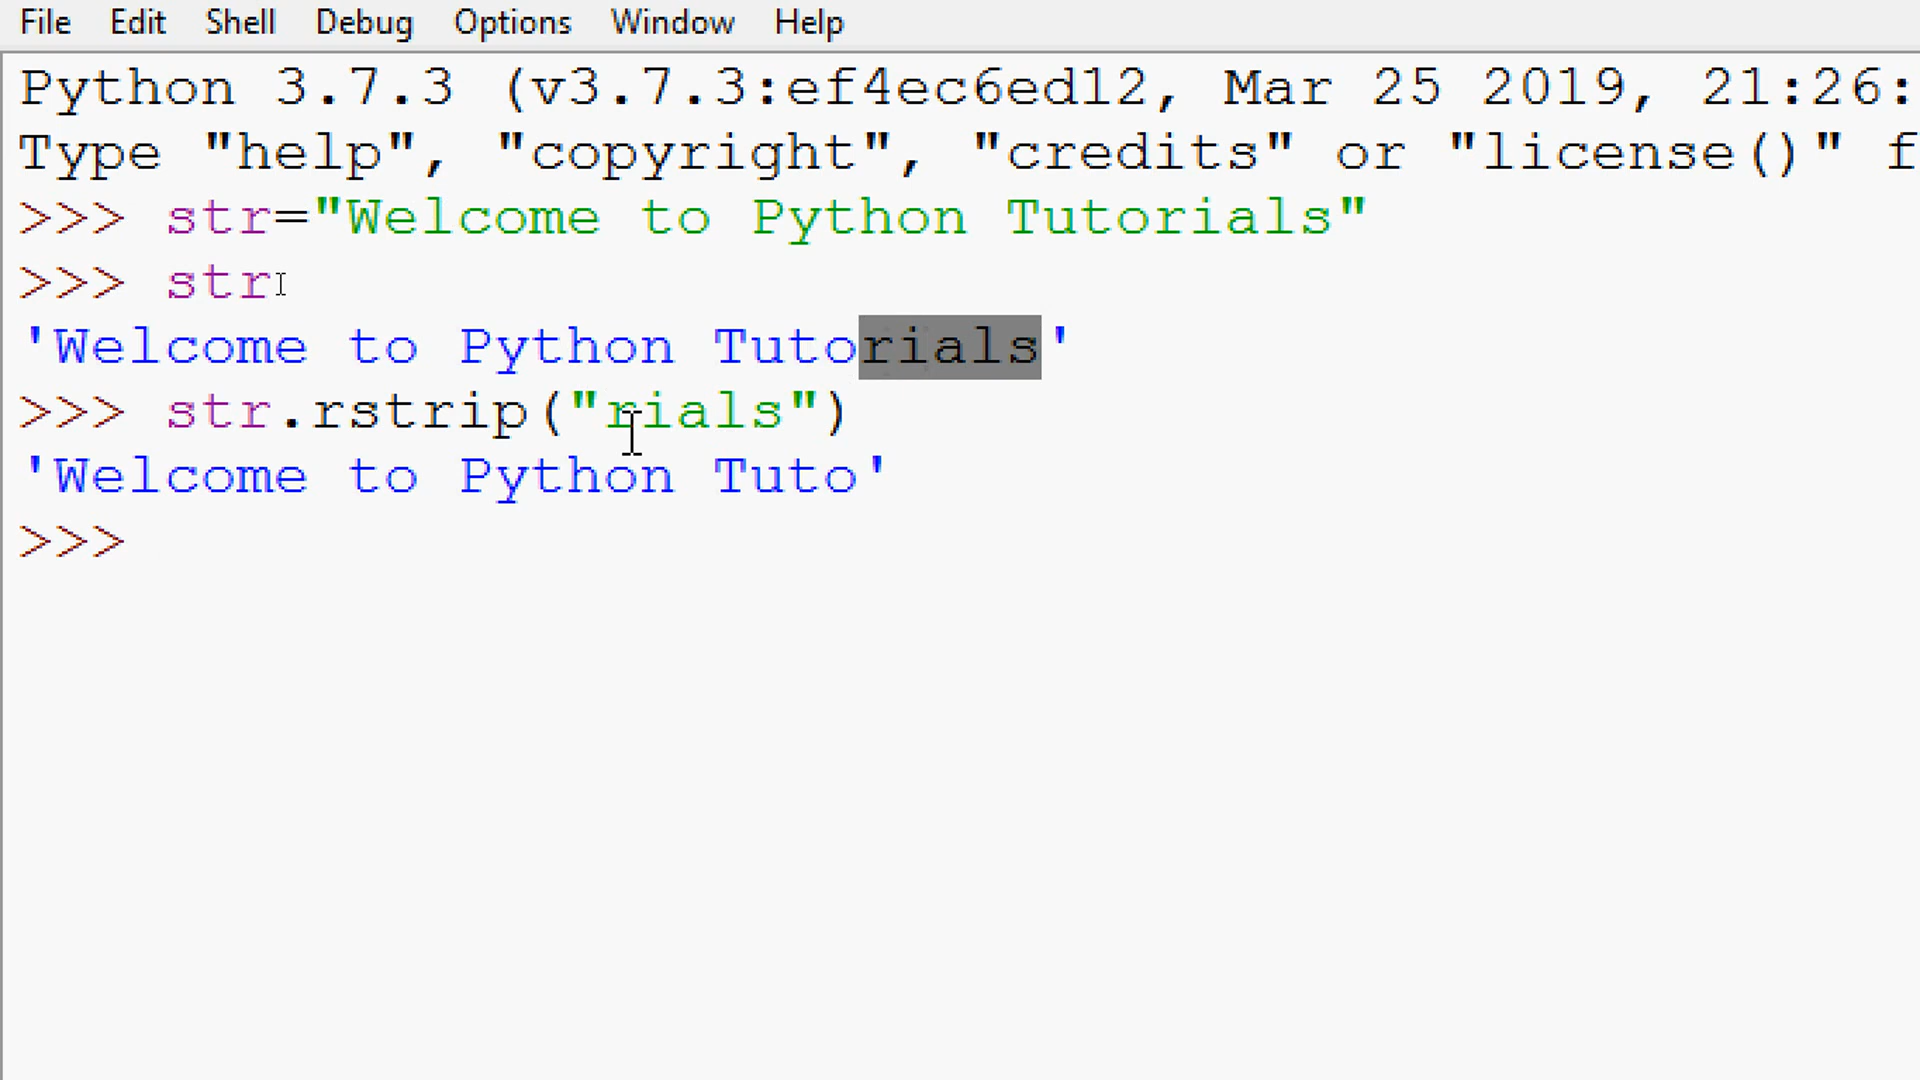 File Edit Shell Debug Options Window Help
Python 3.7.3 (v3.7.3:ef4ec6ed12, Mar 25 2019, 21:26:
Type "help", "copyright", "credits" or "license()" f
>>> str="Welcome to Python Tutorials"
>>> str
'Welcome to Python Tutorials'
>>> str.rstrip("rials")
'Welcome to Python Tuto'
>>>